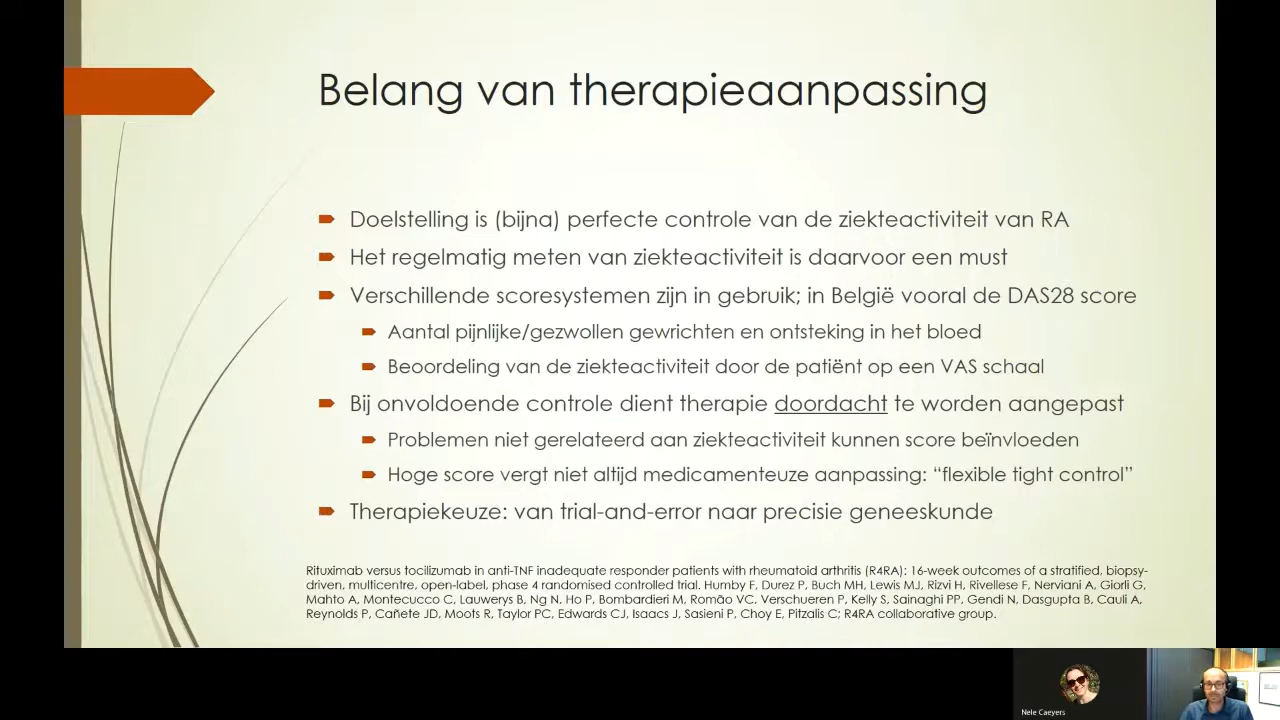 Belang van therapieaanpassing
Doelstelling is (bijna) perfecte controle van de ziekteactiviteit van RA
Het regelmatig meten van ziekteactiviteit is daarvoor een must
Verschillende scoresystemen zijn in gebruik; in België vooral de DAS28 score
Aantal pijnlijke/gezwollen gewrichten en ontsteking in het bloed
Beoordeling van de ziekteactiviteit door de patiënt op een VAS schaal
Bij onvoldoende controle dient therapie doordacht te worden aangepast
Problemen niet gerelateerd aan ziekteactiviteit kunnen score beïnvloeden
Hoge score vergt niet altijd medicamenteuze aanpassing: “flexible tight control”
Therapiekeuze: van trial-and-error naar precisie geneeskunde
Rituximab versus tocilizumab in anti-TNF inadequate responder patients with rheumatoid arthritis (R4RA): 16-week outcomes of a stratified, biopsy-
driven, multicentre, open-label, phase 4 randomised controlled trial. Humby F, Durez P, Buch MH, Lewis MJ, Rizvi H, Rivellese F, Nerviani A, Giorli G,
Mahto A, Montecucco C, Lauwerys B, Ng N, Ho P, Bombardieri M, Romão VC, Verschueren P, Kelly S, Sainaghi PP, Gendi N, Dasgupta B, Cauli A,
Reynolds P, Cañete JD, Moots R, Taylor PC, Edwards CJ, Isaacs J, Sasieni P, Choy E, Pitzalis C; R4RA collaborative group.
Nele Caeyers